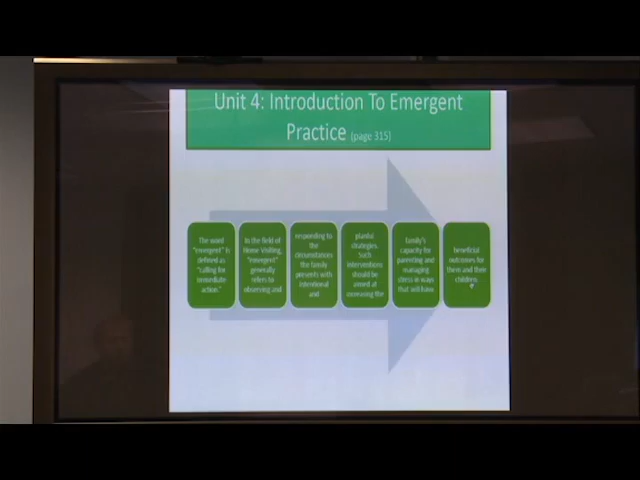 Unit 4: Introduction To Emergent
Practice (page 315)
The word
"emergent" is
defined as
"calling for
immediate
action."
In the field of
Home Visiting,
"emergent"
generally
refers to
observing and
responding to
the
circumstances
the family
presents with
intentional
and
planful
strategies.
Such
interventions
should be
aimed at
the
family's
capacity for
parenting and
managing
stress in ways
that will have
beneficial
outcomes for
them and their
children.